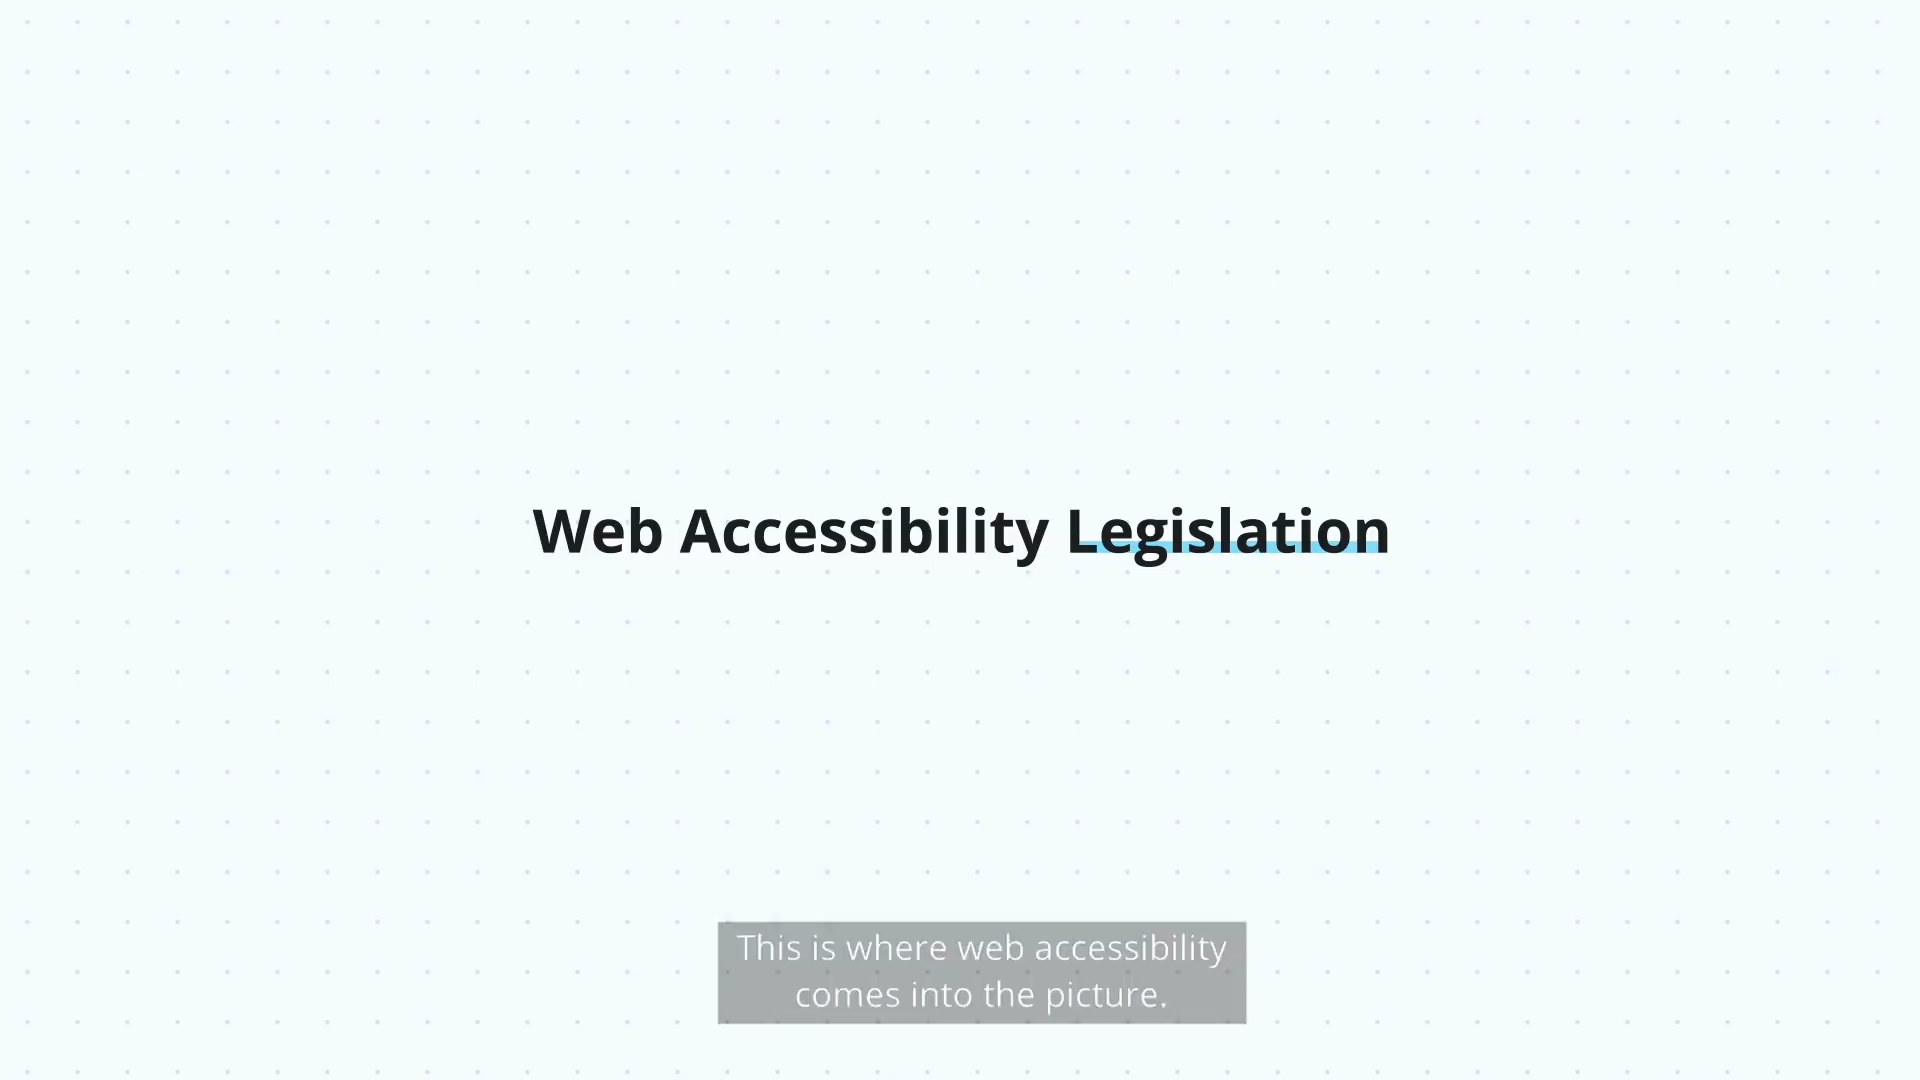 Web Accessibility Legislation
This is where web accessibility
comes into the picture.